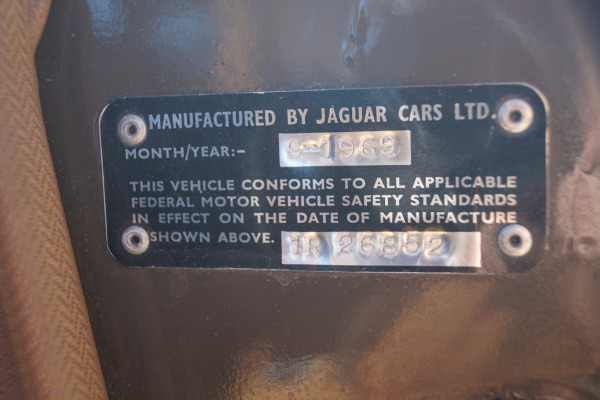 MANUFACTURED BY JAGUAR CARS LTD.
MONTH/YEAR:- 9-1969
THIS VEHICLE CONFORMS TO ALL APPLICABLE
FEDERAL MOTOR VEHICLE SAFETY STANDARDS
IN EFFECT ON THE DATE OF MANUFACTURE
SHOWN ABOVE. 1R 26852